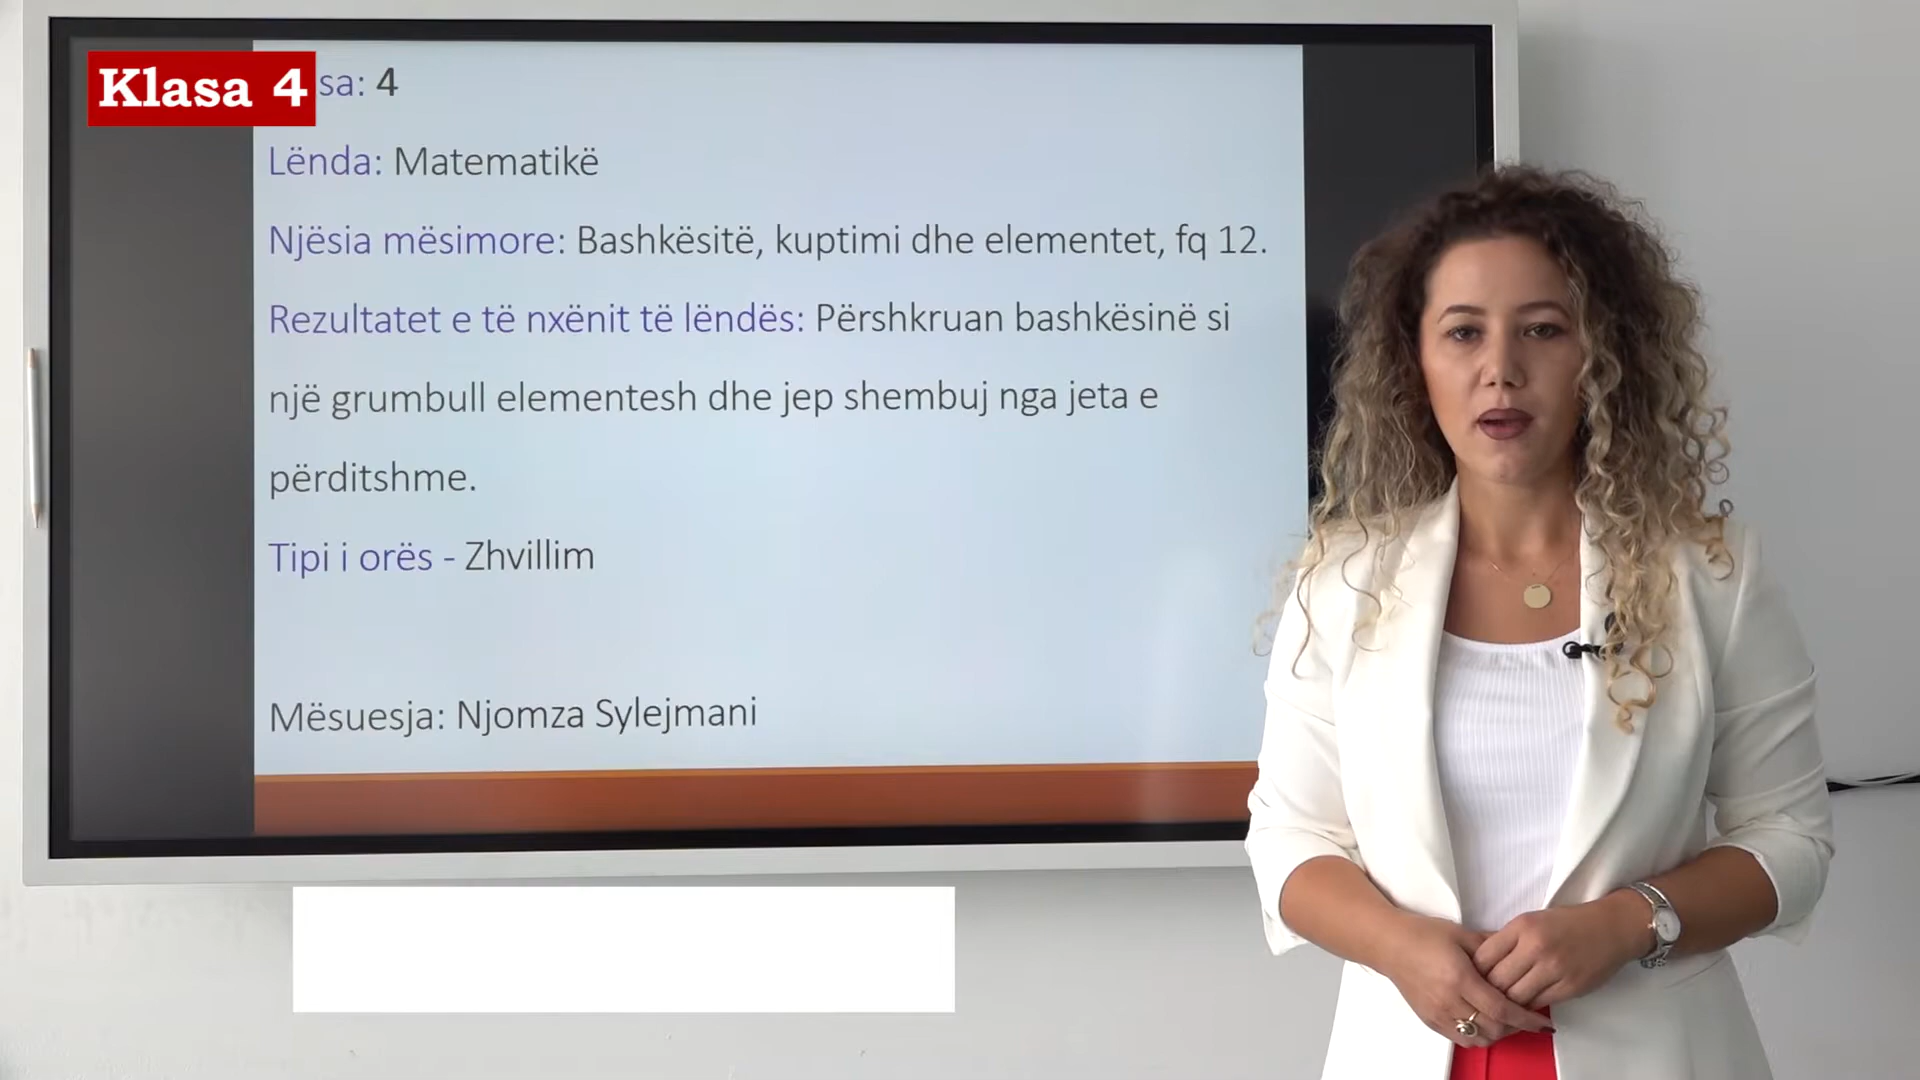 Klasa 4
sa: 4
Lënda: Matematikë
Njësia mësimore: Bashkësitë, kuptimi dhe elementet, fq 12.
Rezultatet e të nxënit të lëndës: Përshkruan bashkësinë si
një grumbull elementesh dhe jep shembuj nga jeta e
përditshme.
Tipi i orës - Zhvillim
Mësuesja: Njomza Sylejmani